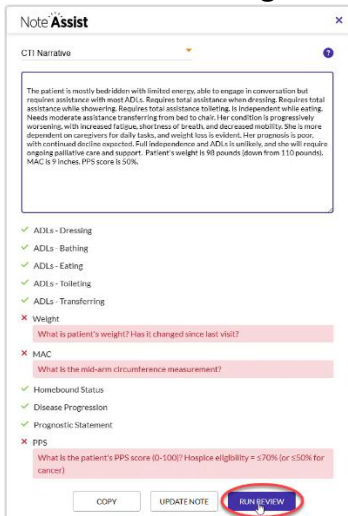 Note Assist ×
CTI Narrative
?
The patient is mostly bedridden with limited energy, able to engage in conversation but
requires assistance with most ADLs. Requires total assistance when dressing. Requires total
assistance while showering. Requires total assistance toileting. Is independent while eating.
Needs moderate assistance transferring from bed to chair. Her condition is progressively
worsening, with increased fatigue, shortness of breath, and decreased mobility. She is more
dependent on caregivers for daily tasks, and weight loss is evident. Her prognosis is poor,
with continued decline expected. Full independence and ADLs is unlikely, and she will require
ongoing palliative care and support. Patient's weight is 98 pounds (down from 110 pounds).
MAC is 9 inches. PPS score is 50%.
✓ ADLs - Dressing
✓ ADLs - Bathing
✓ ADLs - Eating
✓ ADLs - Toileting
✓ ADLs - Transferring
× Weight
What is patient's weight? Has it changed since last visit?
× MAC
What is the mid-arm circumference measurement?
✓ Homebound Status
✓ Disease Progression
✓ Prognostic Statement
× PPS
What is the patient's PPS score (0-100)? Hospice eligibility = ≤70% (or ≤50% for
cancer)
COPY UPDATE NOTE RUN REVIEW